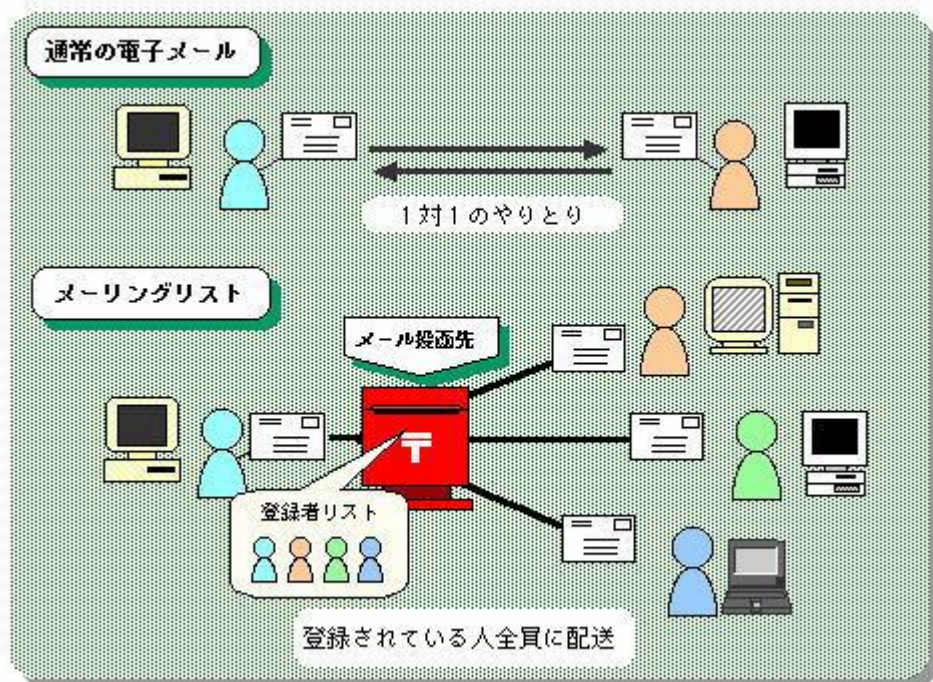 通常の電子メール
1対1のやりとり
メーリングリスト
メール投函先
〒
登録者リスト
登録されている人全員に配送